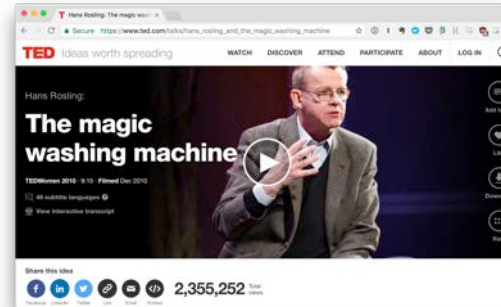 Hans Rosling: The magic washing
Secure https://www.ted.com/talks/hans_rosling_and_the_magic_washing_machine
TED Ideas worth spreading WATCH DISCOVER ATTEND PARTICIPATE ABOUT LOG IN
Hans Rosling:
The magic
washing machine
TEDWomen 2010 · 9:15 · Filmed Dec 2010
46 subtitle languages
View interactive transcript
Share this idea
Facebook LinkedIn Twitter Link Email Embed
2,355,252 Total views